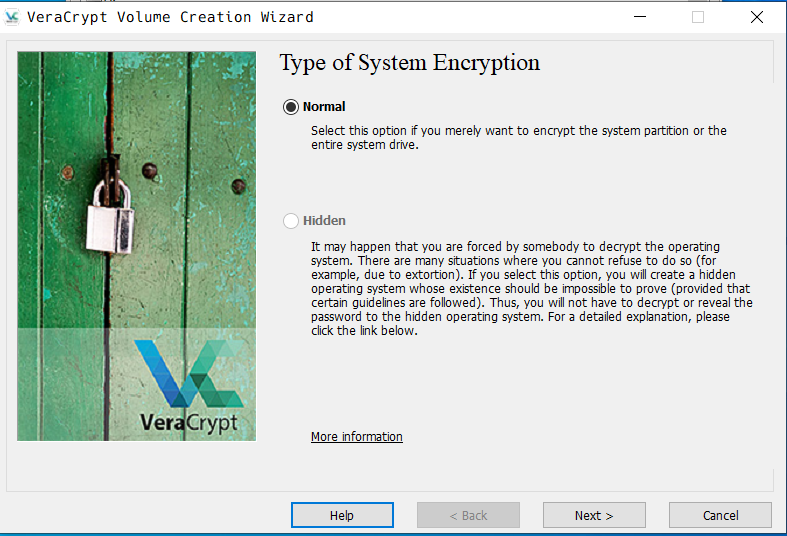 VeraCrypt Volume Creation Wizard
Type of System Encryption
Normal
Select this option if you merely want to encrypt the system partition or the
entire system drive.
Hidden
It may happen that you are forced by somebody to decrypt the operating
system. There are many situations where you cannot refuse to do so (for
example, due to extortion). If you select this option, you will create a hidden
operating system whose existence should be impossible to prove (provided that
certain guidelines are followed). Thus, you will not have to decrypt or reveal the
password to the hidden operating system. For a detailed explanation, please
click the link below.
VeraCrypt
More information
Help
< Back
Next >
Cancel